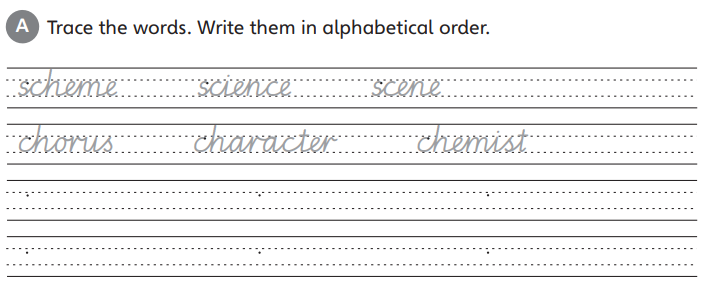 A Trace the words. Write them in alphabetical order.
scheme science scene
chorus character chemist